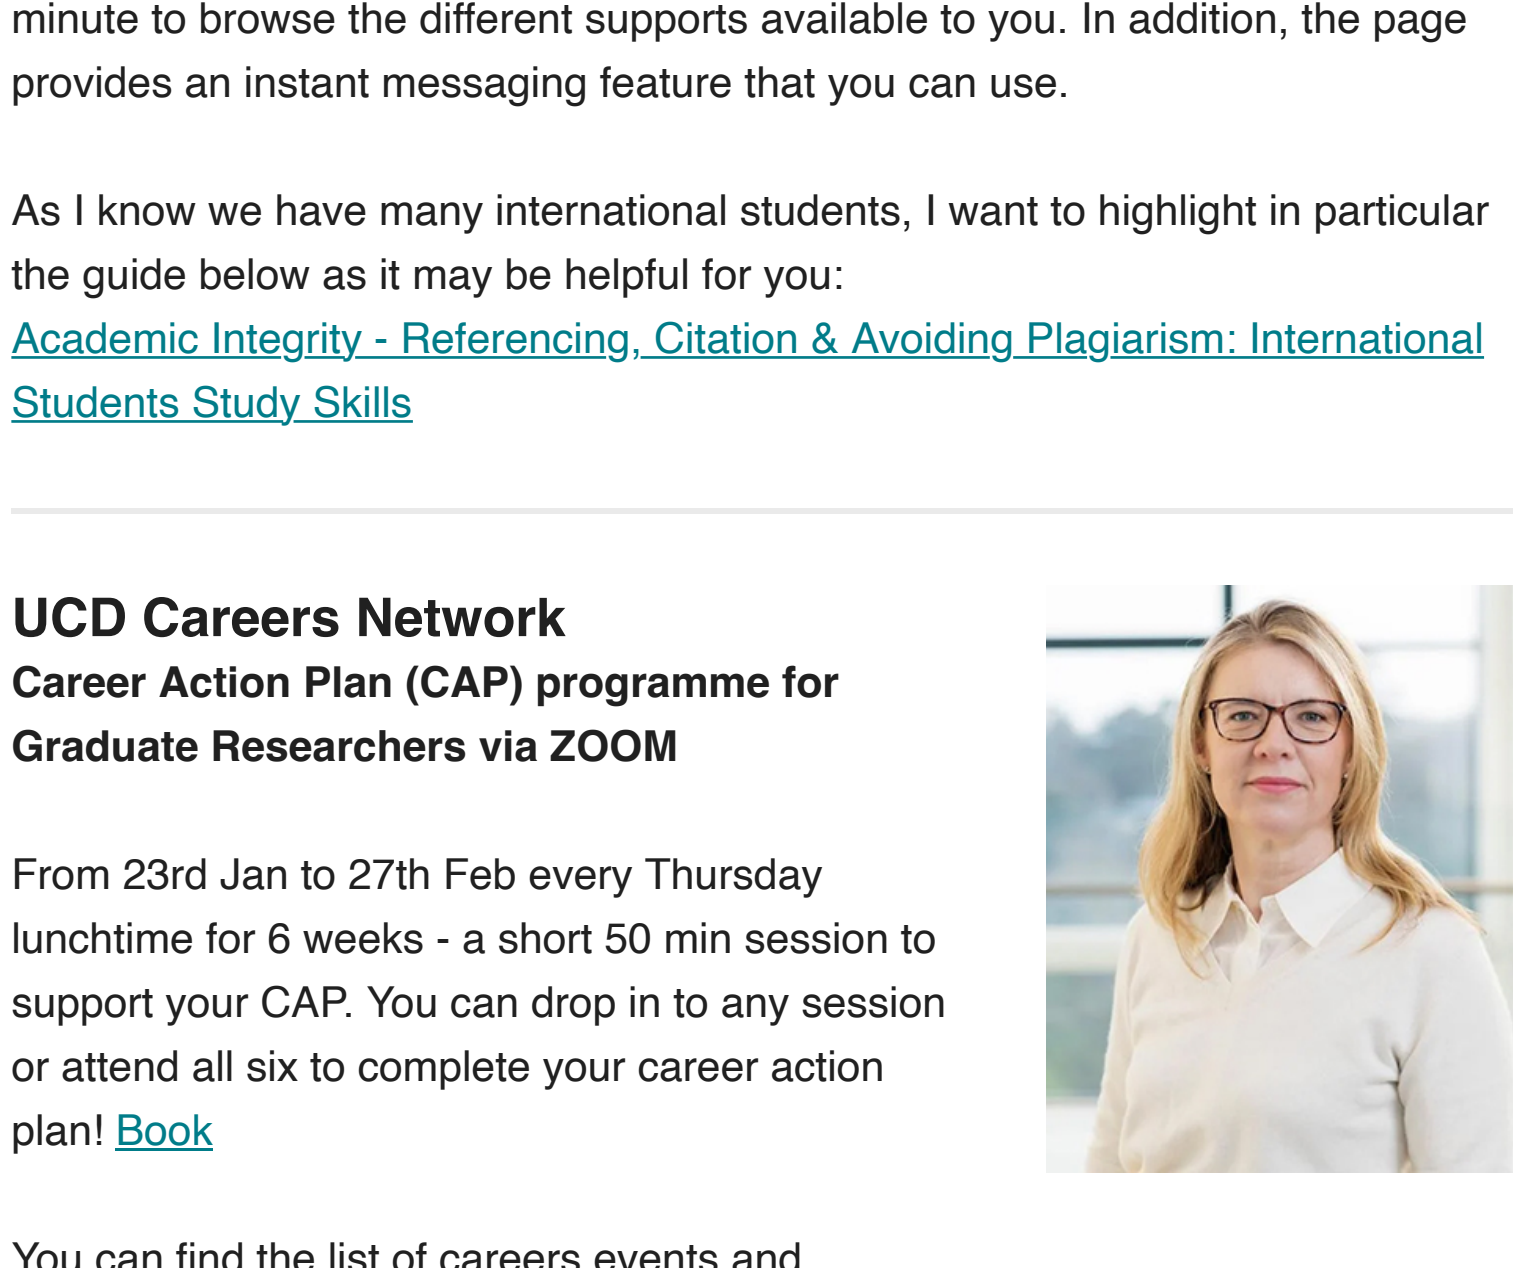 minute to browse the different supports available to you. In addition, the page
provides an instant messaging feature that you can use.
As I know we have many international students, I want to highlight in particular
the guide below as it may be helpful for you:
Academic Integrity - Referencing, Citation & Avoiding Plagiarism: International
Students Study Skills
UCD Careers Network
Career Action Plan (CAP) programme for
Graduate Researchers via ZOOM
From 23rd Jan to 27th Feb every Thursday
lunchtime for 6 weeks - a short 50 min session to
support your CAP. You can drop in to any session
or attend all six to complete your career action
plan! Book
You can find the list of careers events and